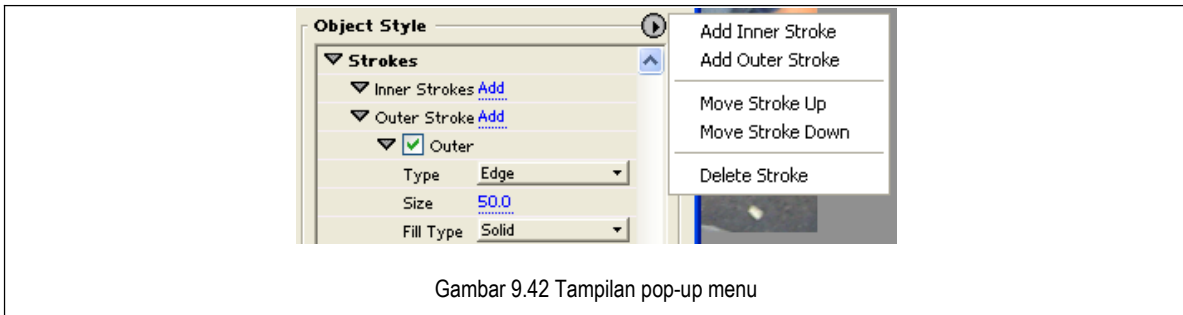 Object Style
Strokes
Inner Strokes Add
Outer Stroke Add
Outer
Type Edge
Size 50.0
Fill Type Solid
Add Inner Stroke
Add Outer Stroke
Move Stroke Up
Move Stroke Down
Delete Stroke
Gambar 9.42 Tampilan pop-up menu